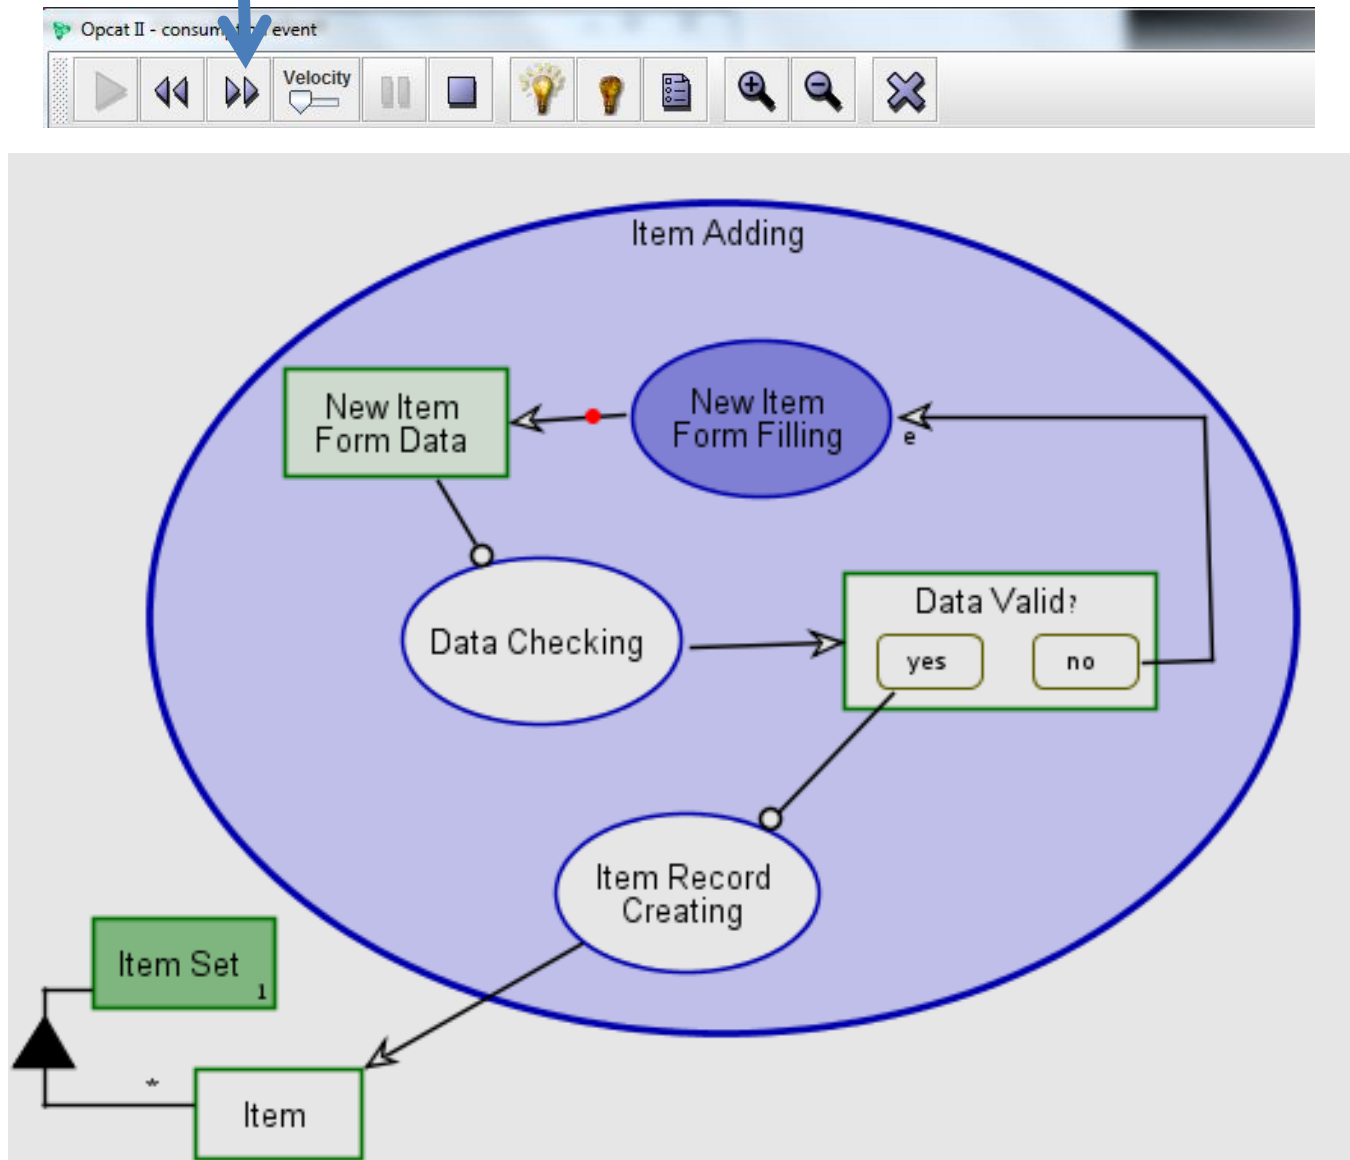 Opcat II - consum event
Velocity
Item Adding
New Item
Form Data
New Item
Form Filling
e
Data Checking
Data Valid?
yes
no
Item Record
Creating
Item Set
1
*
Item